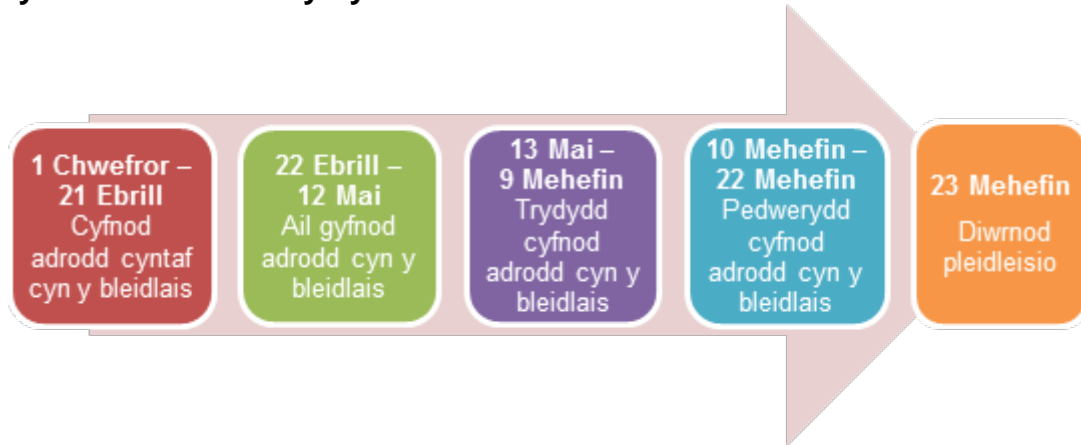 1 Chwefror –
21 Ebrill
Cyfnod
adrodd cyntaf
cyn y bleidlais
22 Ebrill –
12 Mai
Ail gyfnod
adrodd cyn y
bleidlais
13 Mai –
9 Mehefin
Trydydd
cyfnod
adrodd cyn y
bleidlais
10 Mehefin –
22 Mehefin
Pedwerydd
cyfnod
adrodd cyn y
bleidlais
23 Mehefin
Diwrnod
pleidleisio